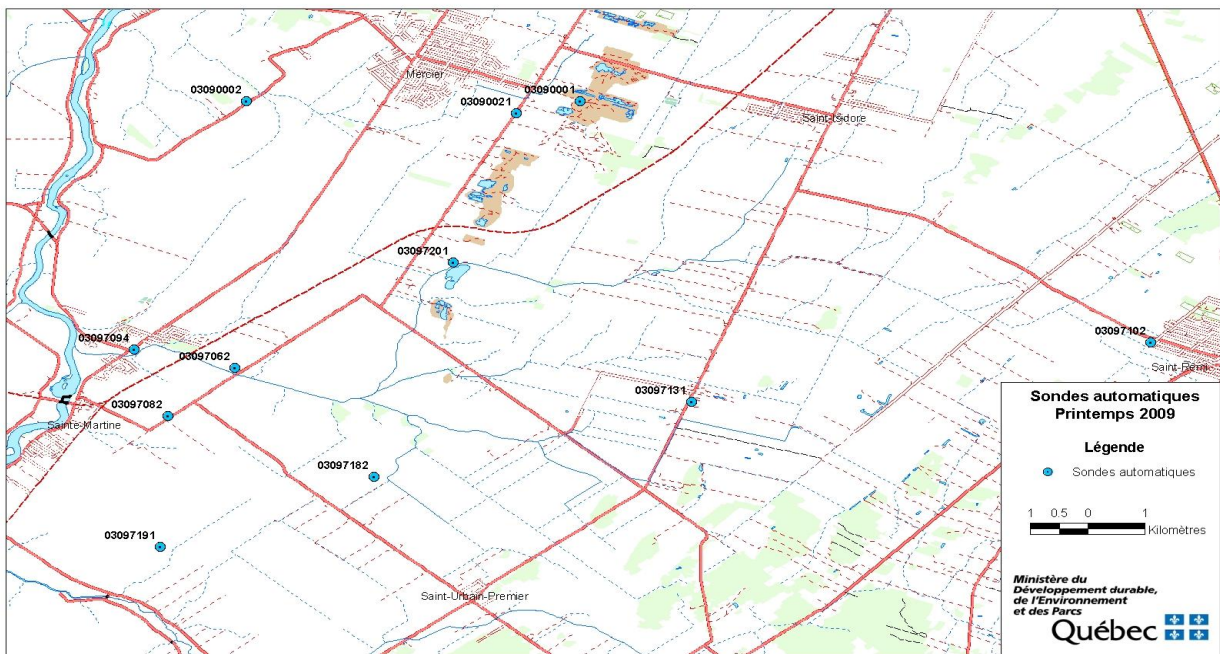 Mercier
03090002
03090001
03090021
Saint-Isidore
03097201
03097094
03097062
03097102
Saint-Rémi
03097082
03097131
Sainte-Martine
03097182
03097191
Saint-Urbain-Premier
Sondes automatiques
Printemps 2009
Légende
Sondes automatiques
1 0.5 0 1
Kilomètres
Ministère du
Développement durable,
de l'Environnement
et des Parcs
Québec